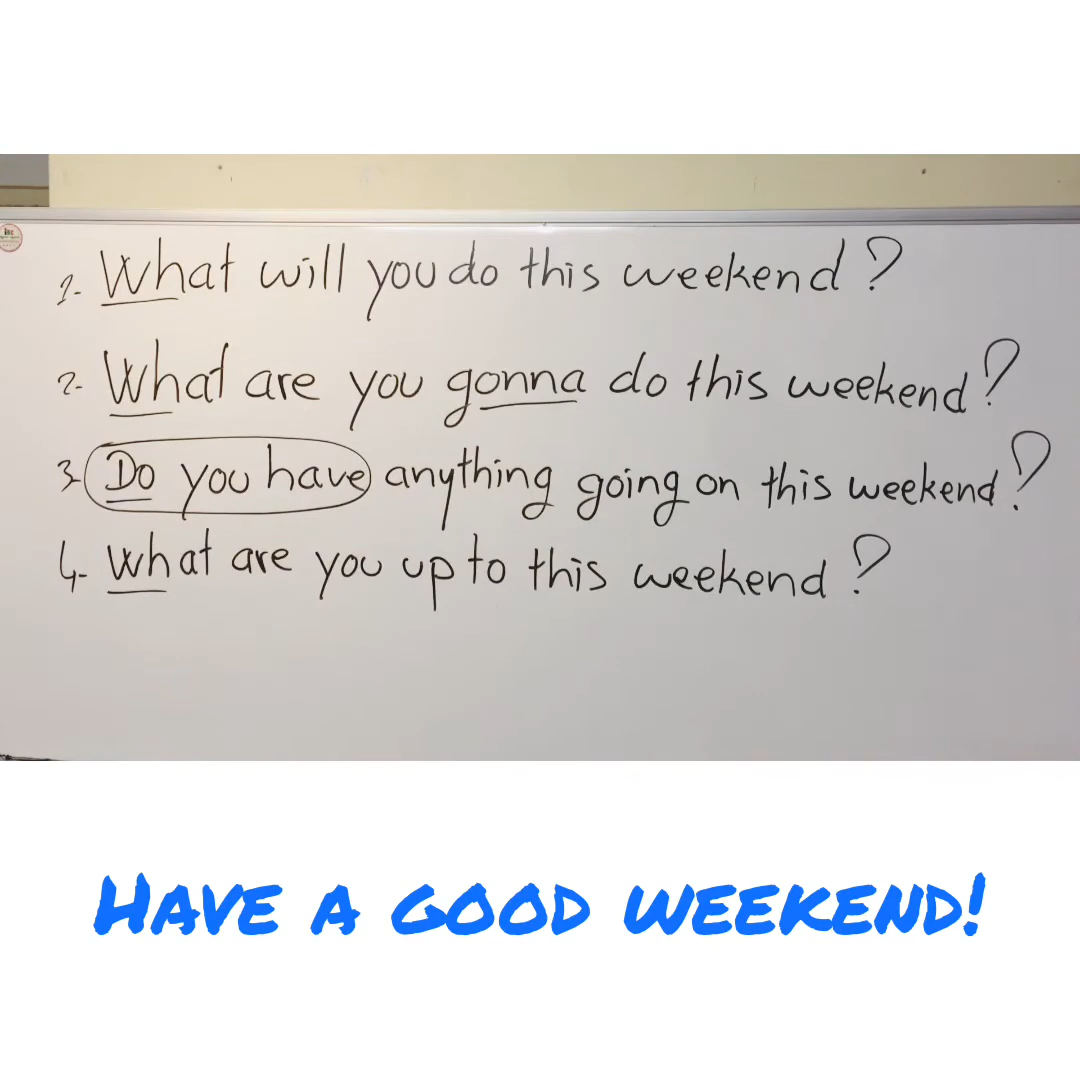 1- What will you do this weekend?
2- What are you gonna do this weekend?
3- Do you have anything going on this weekend?
4- What are you up to this weekend?
Have a good weekend!